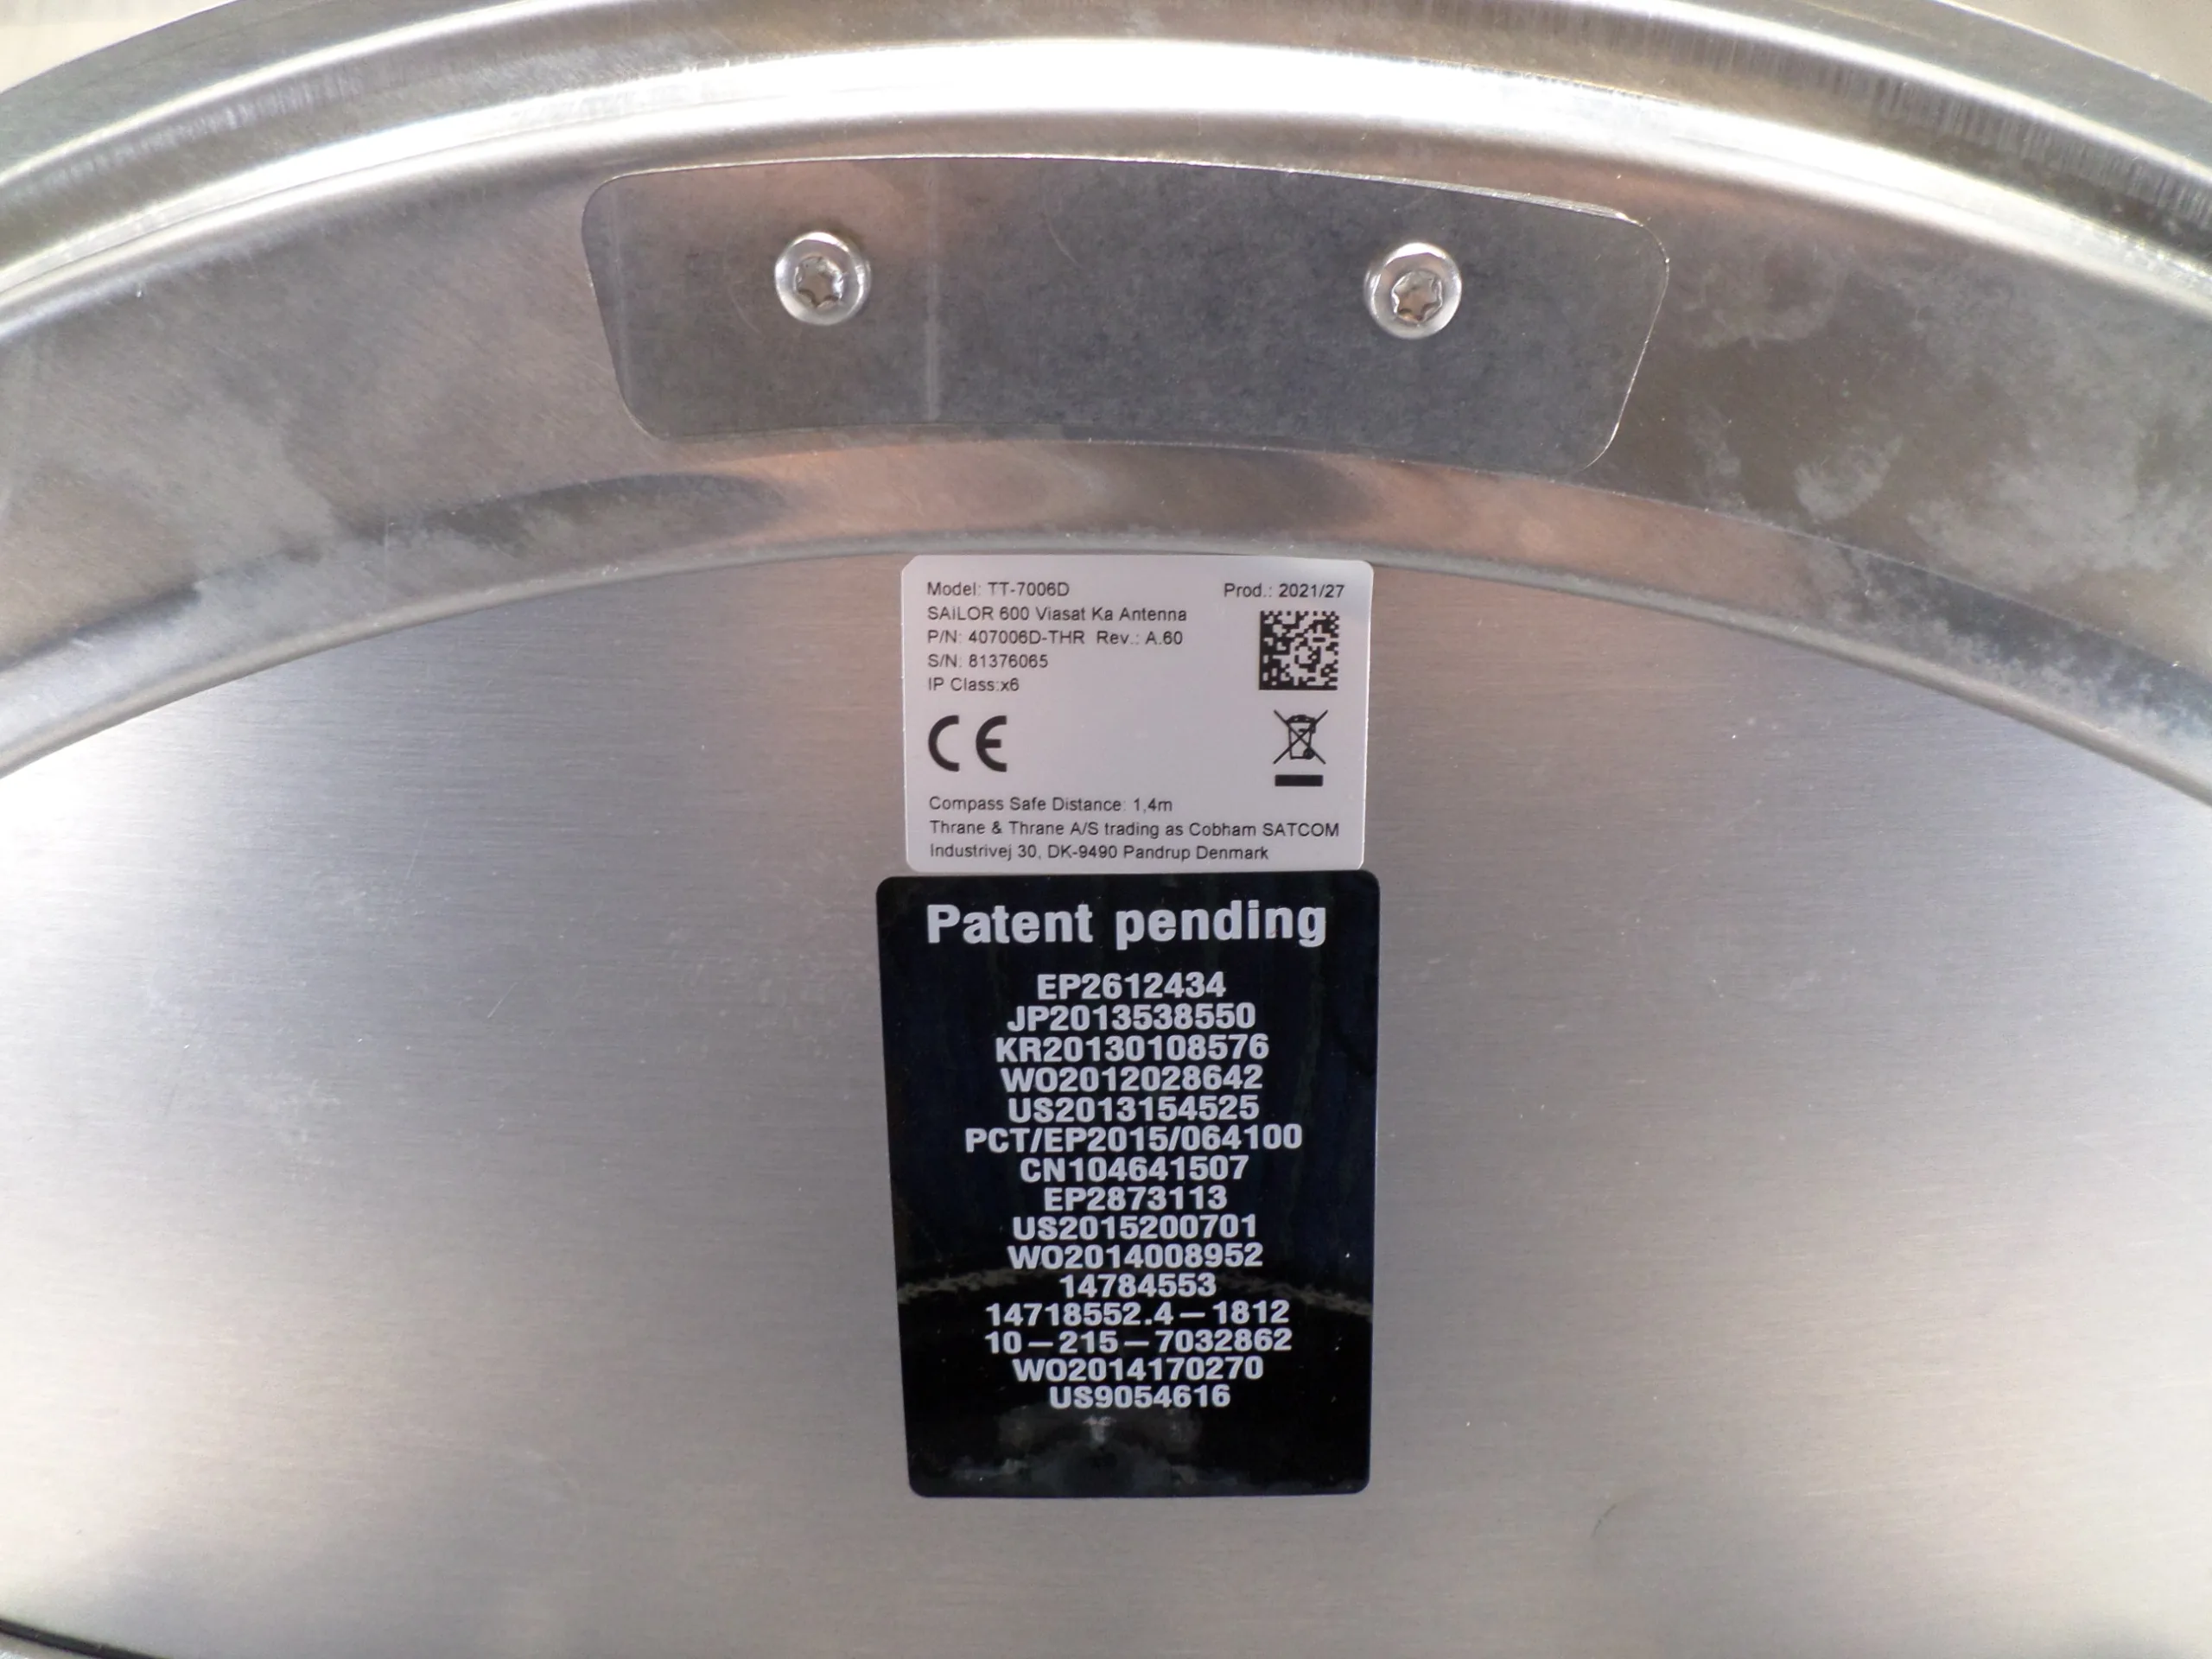 Model: TT-7006D Prod.: 2021/27
SAILOR 600 Viasat Ka Antenna
P/N: 407006D-THR Rev.: A.60
S/N: 81376065
IP Class:x6
CE
Compass Safe Distance: 1,4m
Thrane & Thrane A/S trading as Cobham SATCOM
Industrivej 30, DK-9490 Pandrup Denmark
Patent pending
EP2612434
JP2013538550
KR20130108576
WO2012028642
US2013154525
PCT/EP2015/064100
CN104641507
EP2873113
US2015200701
WO2014008952
14784553
14718552.4–1812
10–215–7032862
WO2014170270
US9054616